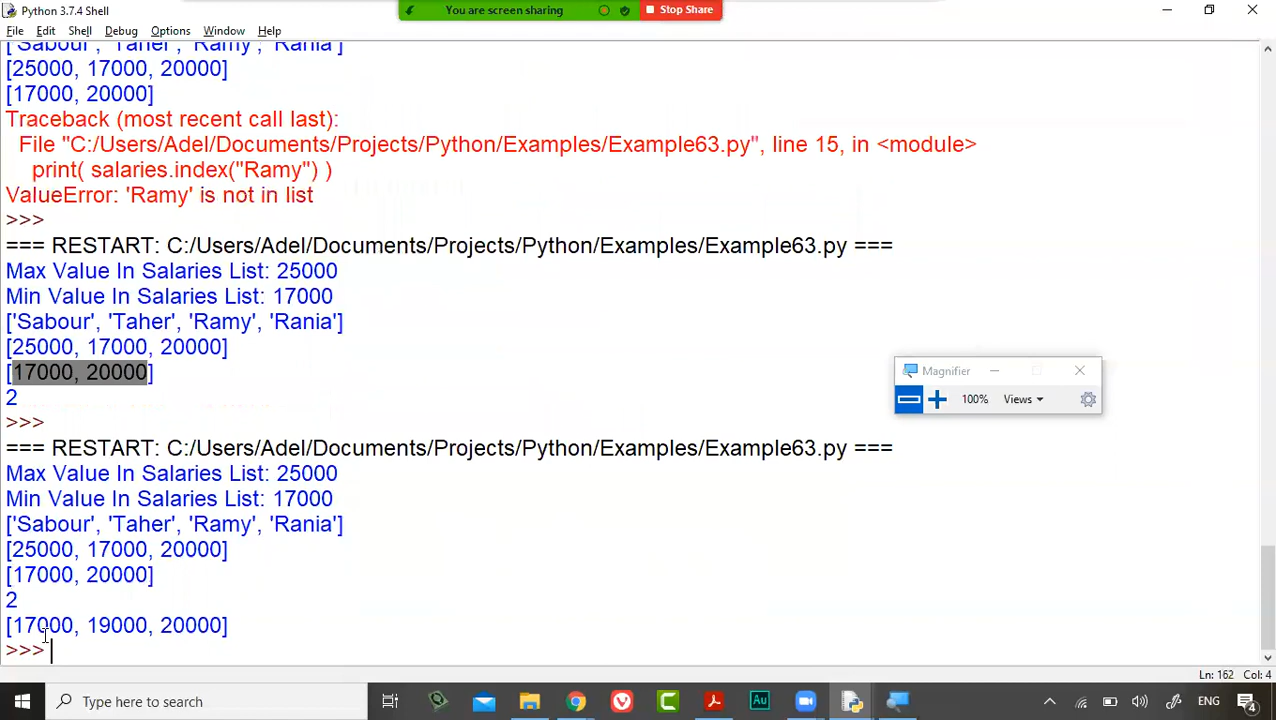 Python 3.7.4 Shell
You are screen sharing
Stop Share
File Edit Shell Debug Options Window Help
['Sabour', 'Taher', 'Ramy', 'Rania']
[25000, 17000, 20000]
[17000, 20000]
Traceback (most recent call last):
File "C:/Users/Adel/Documents/Projects/Python/Examples/Example63.py", line 15, in <module>
print( salaries.index("Ramy") )
ValueError: 'Ramy' is not in list
>>>
=== RESTART: C:/Users/Adel/Documents/Projects/Python/Examples/Example63.py ===
Max Value In Salaries List: 25000
Min Value In Salaries List: 17000
['Sabour', 'Taher', 'Ramy', 'Rania']
[25000, 17000, 20000]
[17000, 20000]
2
>>>
=== RESTART: C:/Users/Adel/Documents/Projects/Python/Examples/Example63.py ===
Max Value In Salaries List: 25000
Min Value In Salaries List: 17000
['Sabour', 'Taher', 'Ramy', 'Rania']
[25000, 17000, 20000]
[17000, 20000]
2
[17000, 19000, 20000]
>>>
Magnifier
100% Views
Ln: 162 Col: 4
Type here to search
Au
ENG
4